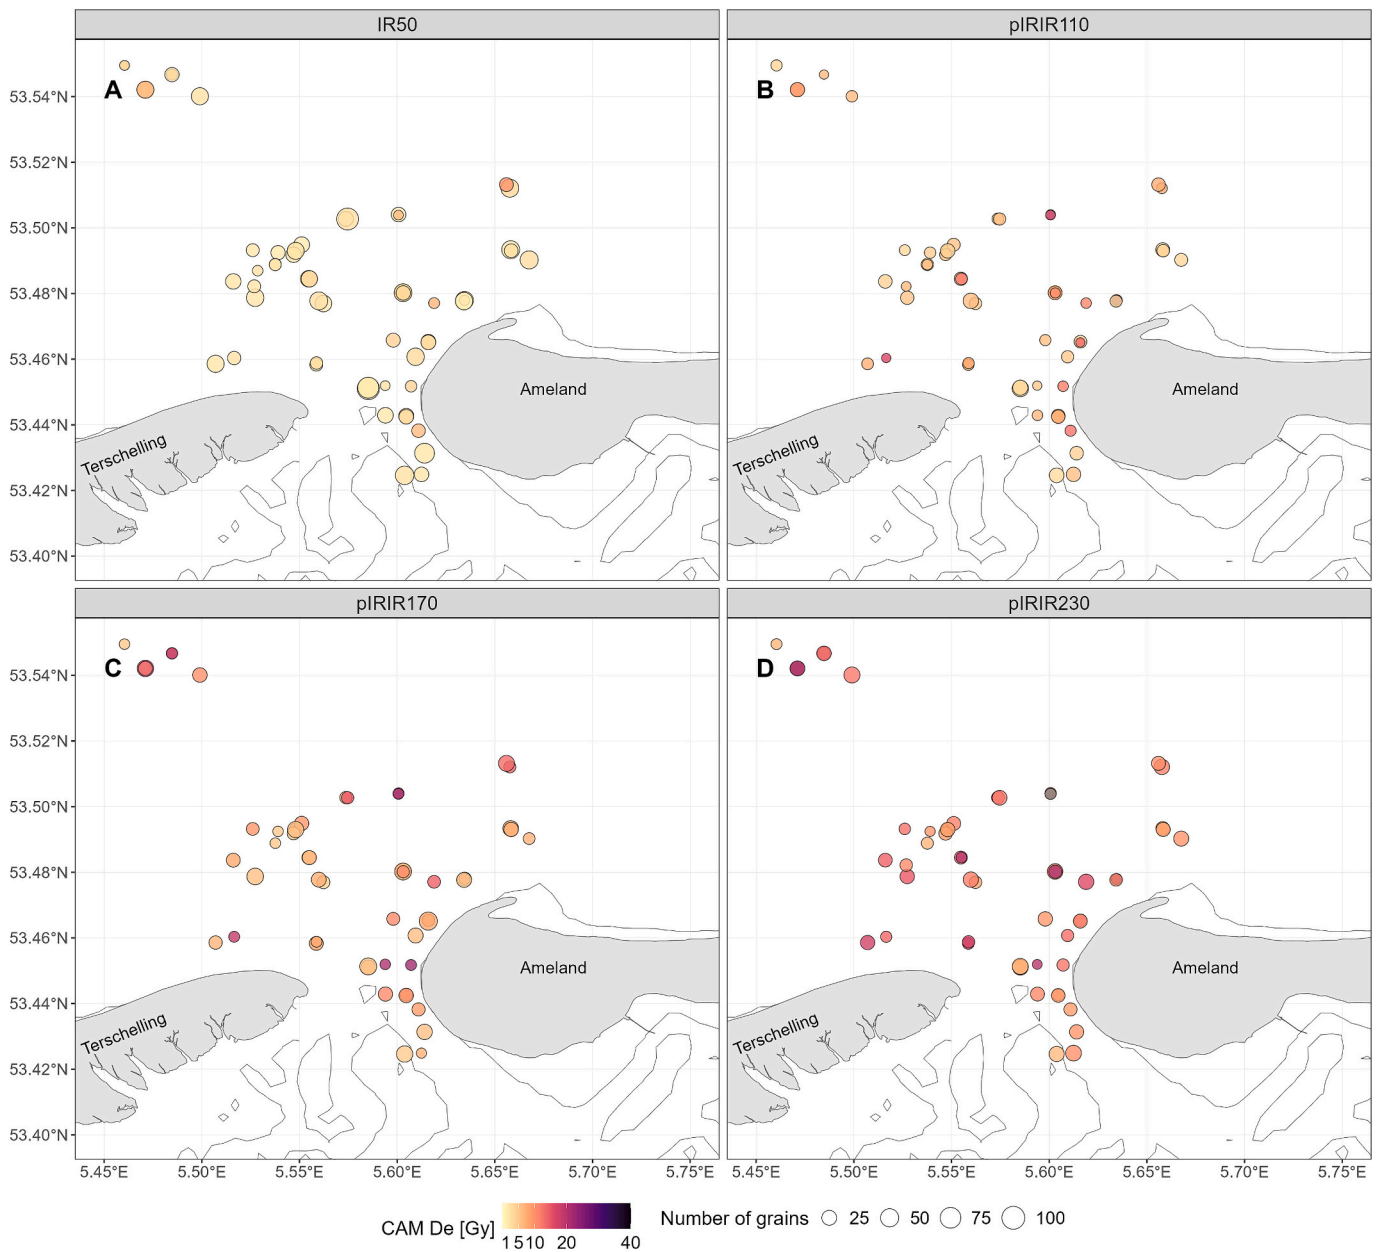 IR50
pIRIR110
A
B
53.54°N
53.52°N
53.50°N
53.48°N
53.46°N
53.44°N
53.42°N
53.40°N
Ameland
Terschelling
Ameland
Terschelling
pIRIR170
pIRIR230
C
D
53.54°N
53.52°N
53.50°N
53.48°N
53.46°N
53.44°N
53.42°N
53.40°N
Ameland
Terschelling
Ameland
Terschelling
5.45°E 5.50°E 5.55°E 5.60°E 5.65°E 5.70°E 5.75°E
5.45°E 5.50°E 5.55°E 5.60°E 5.65°E 5.70°E 5.75°E
CAM De [Gy]
1 5 10 20 40
Number of grains 25 50 75 100